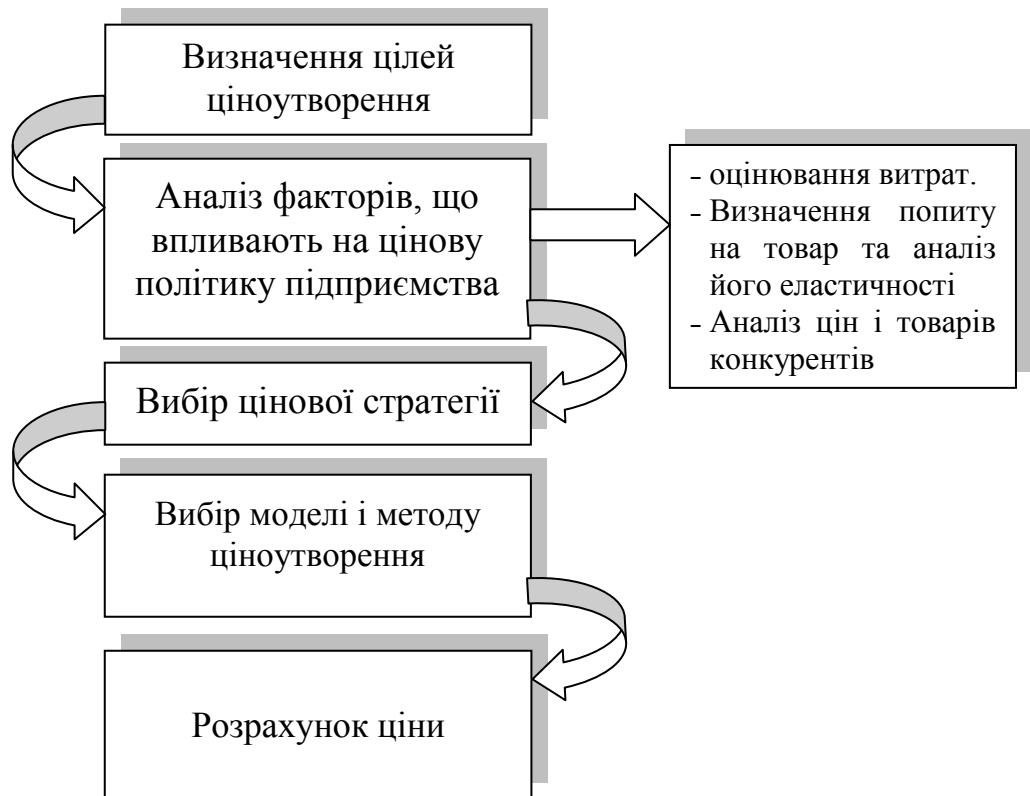 Визначення цілей
ціноутворення
Аналіз факторів, що
впливають на цінову
політику підприємства
- оцінювання витрат.
- Визначення попиту
на товар та аналіз
його еластичності
- Аналіз цін і товарів
конкурентів
Вибір цінової стратегії
Вибір моделі і методу
ціноутворення
Розрахунок ціни